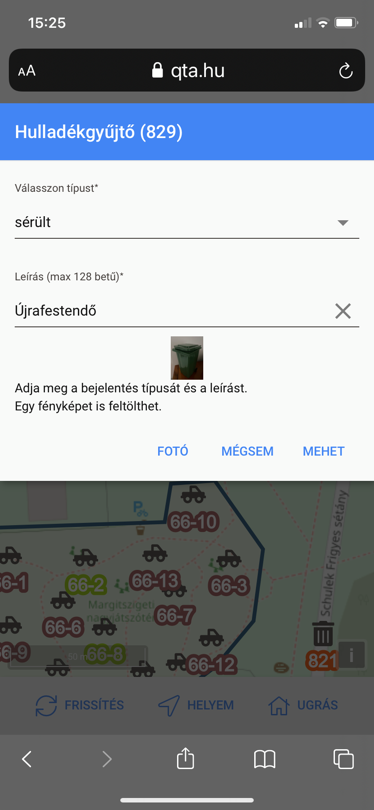 15:25
AA
qta.hu
Hulladékgyűjtő (829)
Válasszon típust*
sérült
Leírás (max 128 betű)*
Újrafestendő
Adja meg a bejelentés típusát és a leírást.
Egy fényképet is feltölthet.
FOTÓ MÉGSEM MEHET
P
66-10
Schulek Frigyes sétány
66-1
66-2
66-13
66-3
Margitszigeti
66-7
66-6
66-9
66-8
66-12
821
i
FRISSÍTÉS HELYEM UGRÁS